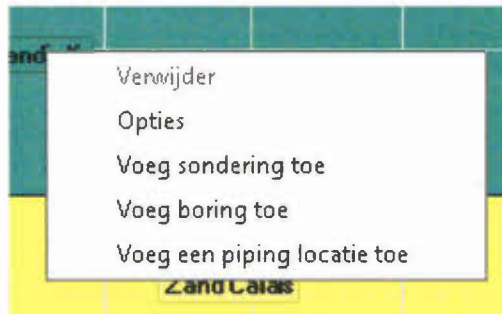 Verwijder
Opties
Voeg sondering toe
Voeg boring toe
Voeg een piping locatie toe
Zand Calais